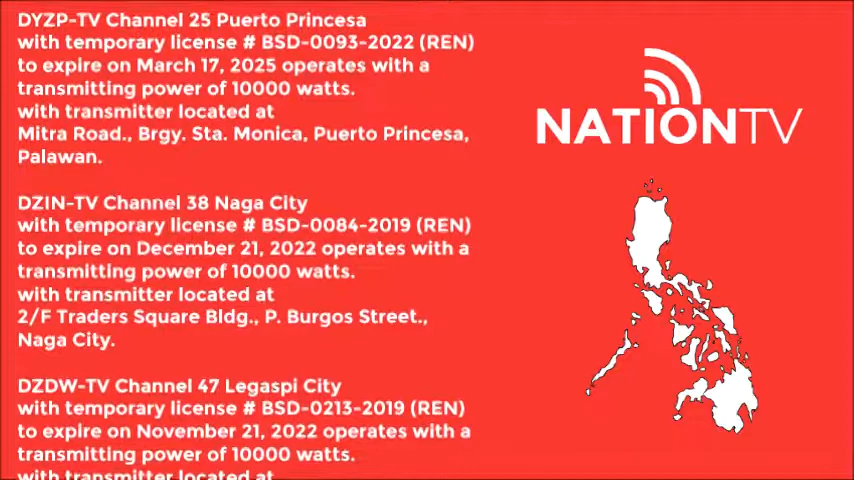 DYZP-TV Channel 25 Puerto Princesa
with temporary license # BSD-0093-2022 (REN)
to expire on March 17, 2025 operates with a
transmitting power of 10000 watts.
with transmitter located at
Mitra Road., Brgy. Sta. Monica, Puerto Princesa,
Palawan.
DZIN-TV Channel 38 Naga City
with temporary license # BSD-0084-2019 (REN)
to expire on December 21, 2022 operates with a
transmitting power of 10000 watts.
with transmitter located at
2/F Traders Square Bldg., P. Burgos Street.,
Naga City.
DZDW-TV Channel 47 Legaspi City
with temporary license # BSD-0213-2019 (REN)
to expire on November 21, 2022 operates with a
transmitting power of 10000 watts.
with transmitter located at
NATIONTV